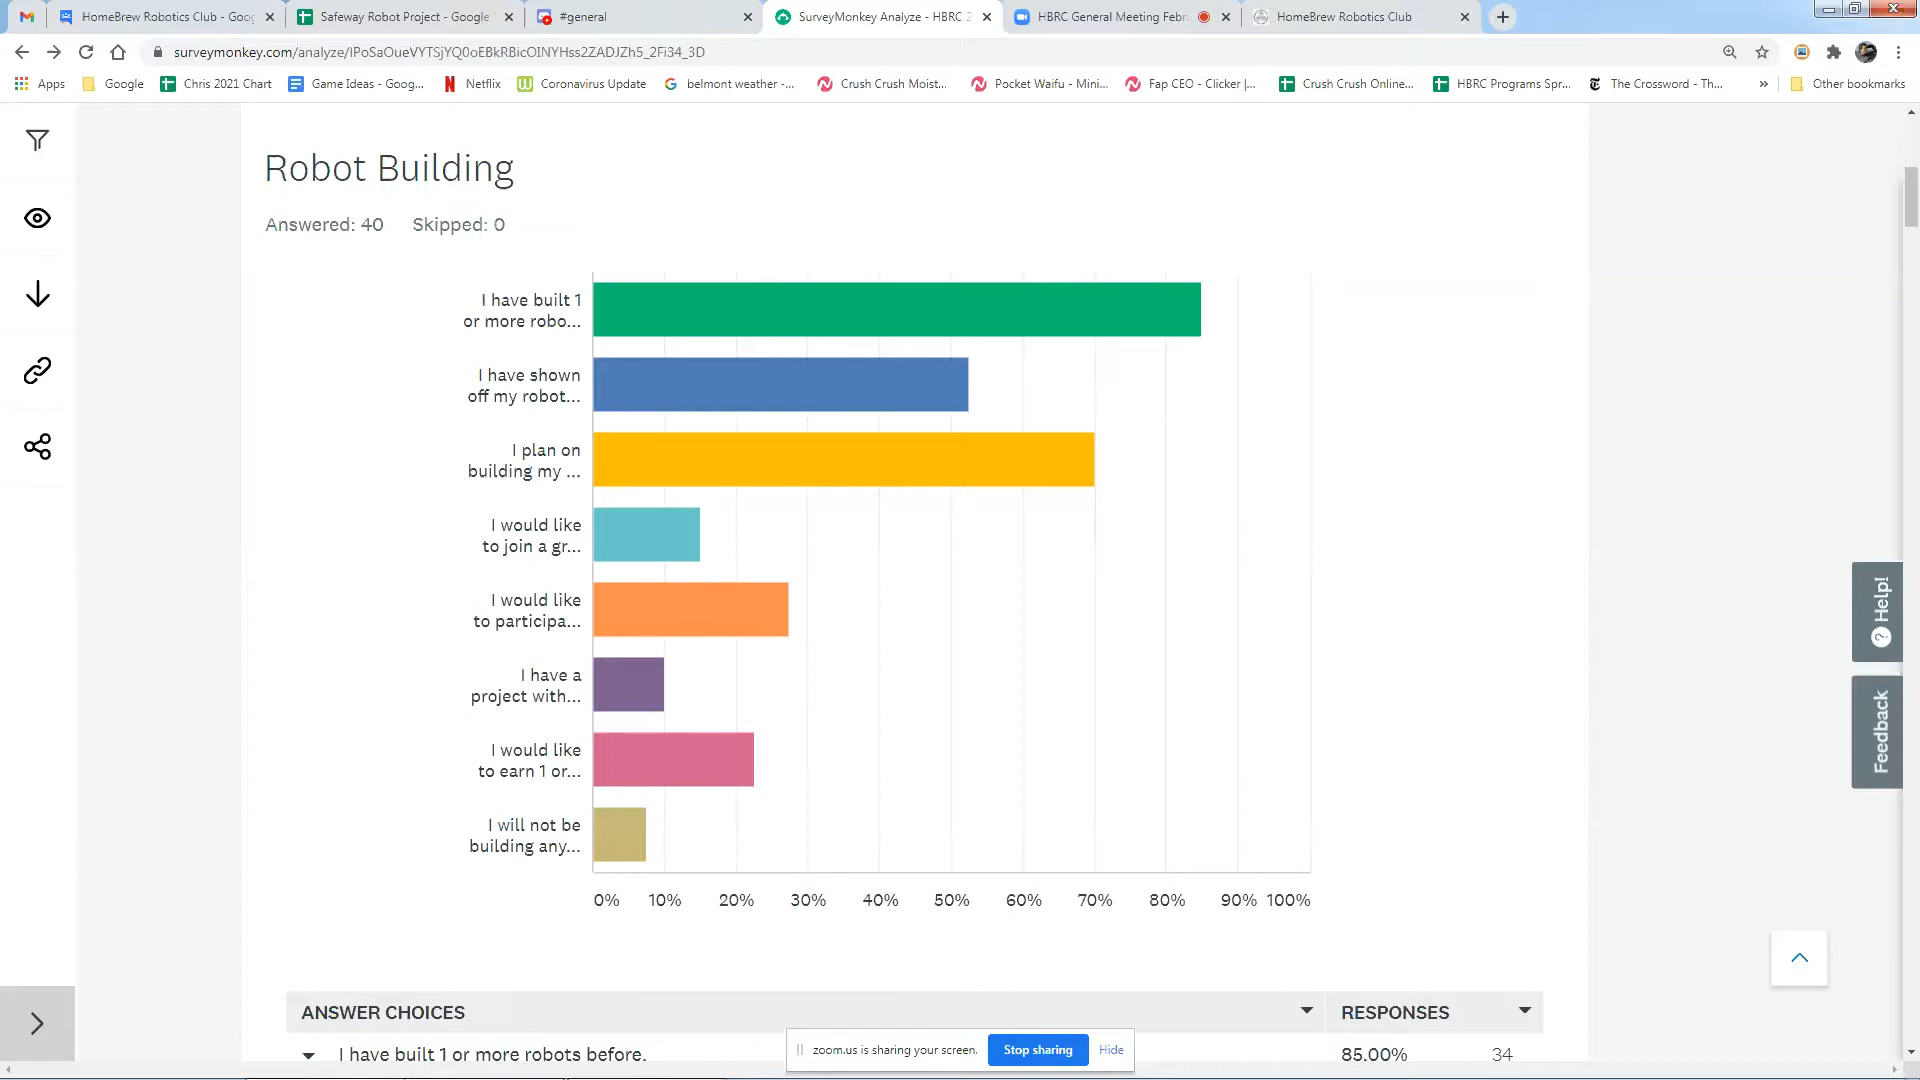 HomeBrew Robotics Club - Goog
Safeway Robot Project - Google
#general
SurveyMonkey Analyze - HBRC 2
HBRC General Meeting Febr
HomeBrew Robotics Club
surveymonkey.com/analyze/lPoSaOueVYTSjYQ0oEBkRBicOINYHss2ZADJZh5_2Fi34_3D
Apps
Google
Chris 2021 Chart
Game Ideas - Goog...
Netflix
Coronavirus Update
belmont weather -...
Crush Crush Moist...
Pocket Waifu - Mini...
Fap CEO - Clicker |...
Crush Crush Online...
HBRC Programs Spr...
The Crossword - Th...
»
Other bookmarks
Robot Building
Answered: 40 Skipped: 0
I have built 1
or more robo...
I have shown
off my robot...
I plan on
building my ...
I would like
to join a gr...
I would like
to participa...
I have a
project with...
I would like
to earn 1 or...
I will not be
building any...
0% 10% 20% 30% 40% 50% 60% 70% 80% 90% 100%
? Help!
Feedback
ANSWER CHOICES
RESPONSES
I have built 1 or more robots before.
85.00% 34
zoom.us is sharing your screen.
Stop sharing
Hide